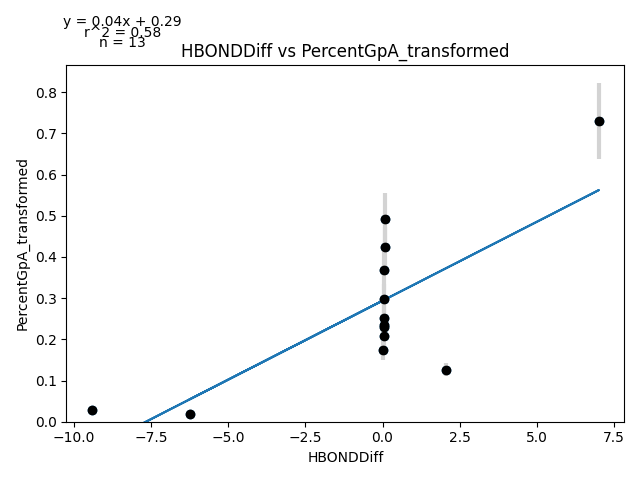 y = 0.04x + 0.29
r^2 = 0.58
n = 13
HBONDDiff vs PercentGpA_transformed
PercentGpA_transformed
0.8
0.7
0.6
0.5
0.4
0.3
0.2
0.1
0.0
−10.0 −7.5 −5.0 −2.5 0.0 2.5 5.0 7.5
HBONDDiff